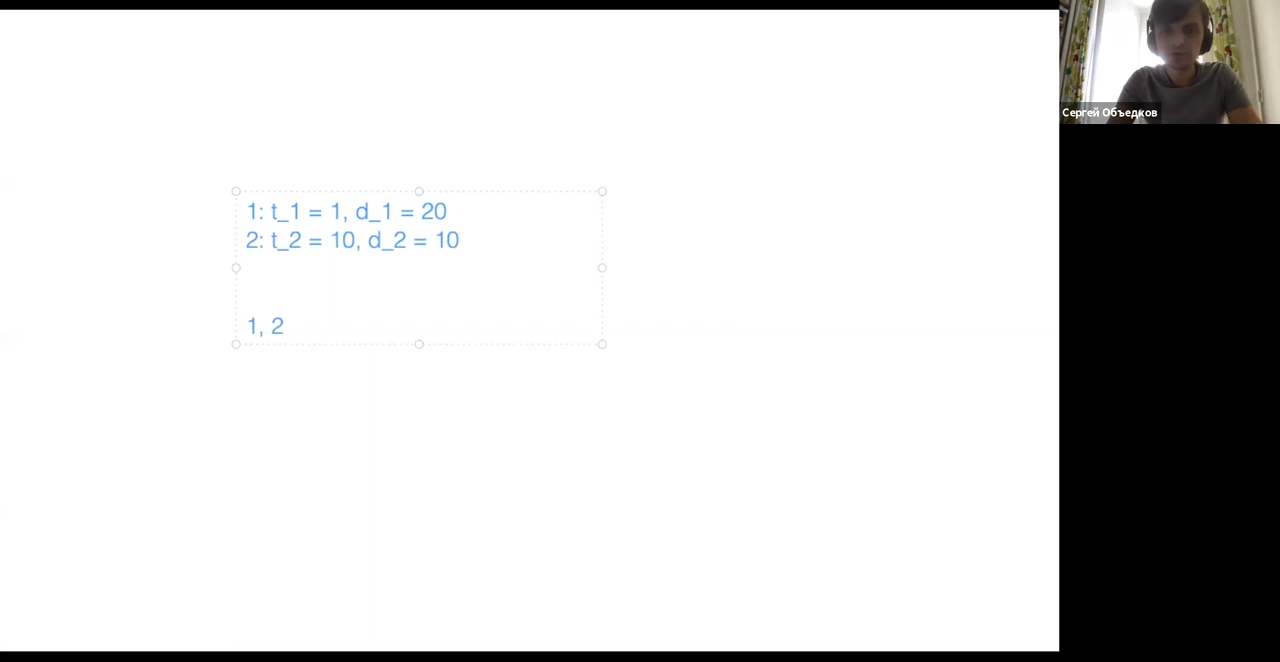 Сергей Объедков
1: t_1 = 1, d_1 = 20
2: t_2 = 10, d_2 = 10
1, 2